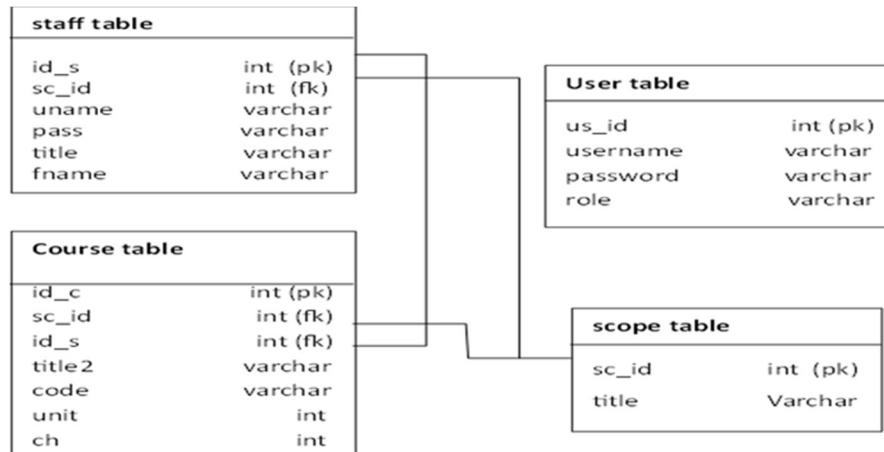 staff table
id_s int (pk)
sc_id int (fk)
uname varchar
pass varchar
title varchar
fname varchar
User table
us_id int (pk)
username varchar
password varchar
role varchar
Course table
id_c int (pk)
sc_id int (fk)
id_s int (fk)
title2 varchar
code varchar
unit int
ch int
scope table
sc_id int (pk)
title Varchar